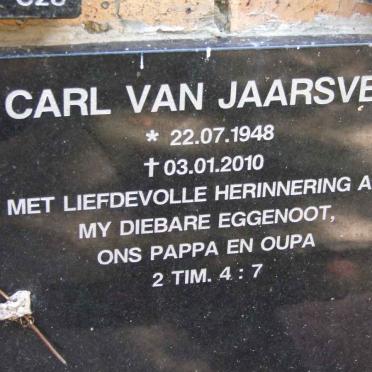 CARL VAN JAARSVE
* 22.07.1948
† 03.01.2010
MET LIEFDEVOLLE HERINNERING A
MY DIEBARE EGGENOOT,
ONS PAPPA EN OUPA
2 TIM. 4 : 7